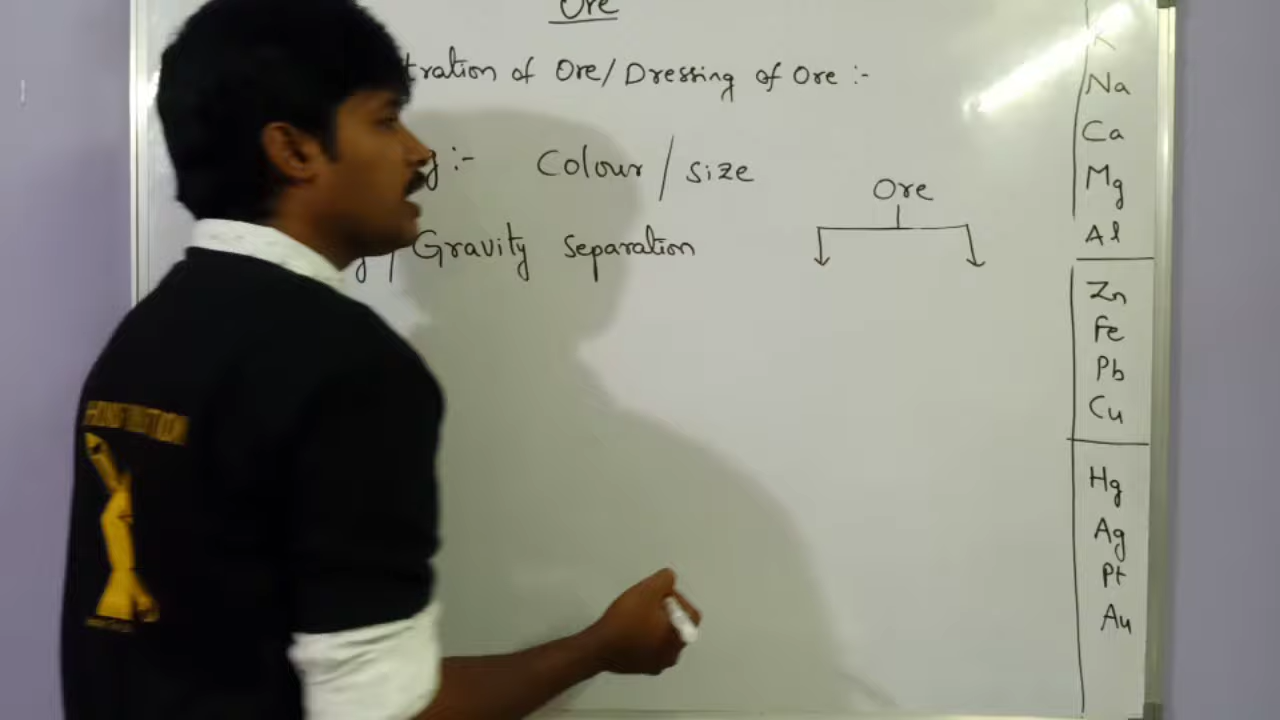 Ore
tration of Ore/Dressing of Ore :-
g :- Colour / size
g / Gravity separation
Ore
K
Na
Ca
Mg
Al
Zn
Fe
Pb
Cu
Hg
Ag
Pt
Au